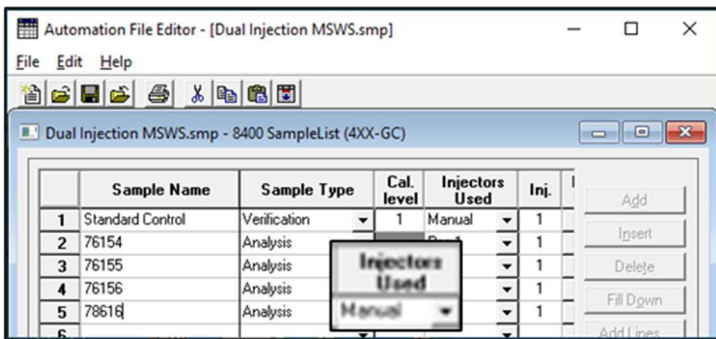 Automation File Editor - [Dual Injection MSWS.smp]
File Edit Help
Dual Injection MSWS.smp - 8400 SampleList (4XX-GC)
Sample Name Sample Type Cal. level Injectors Used Inj.
Add
1 Standard Control Verification 1 Manual 1
Insert
2 76154 Analysis 1
3 76155 Analysis 1
Delete
Injectors Used
4 76156 Analysis 1
Fill Down
Manual
5 78616 Analysis 1
Add Lines
6